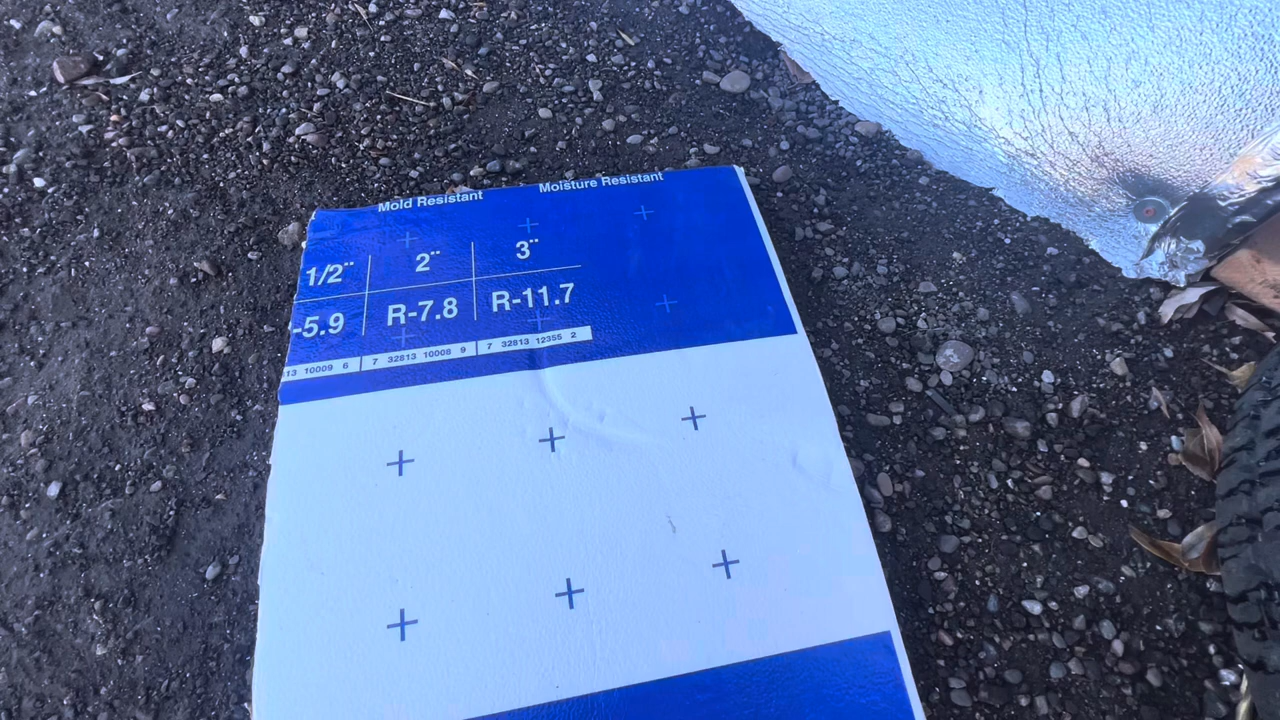 Mold Resistant Moisture Resistant
1/2" 2" 3"
-5.9 R-7.8 R-11.7
13 10009 6 7 32813 10008 9 7 32813 12355 2